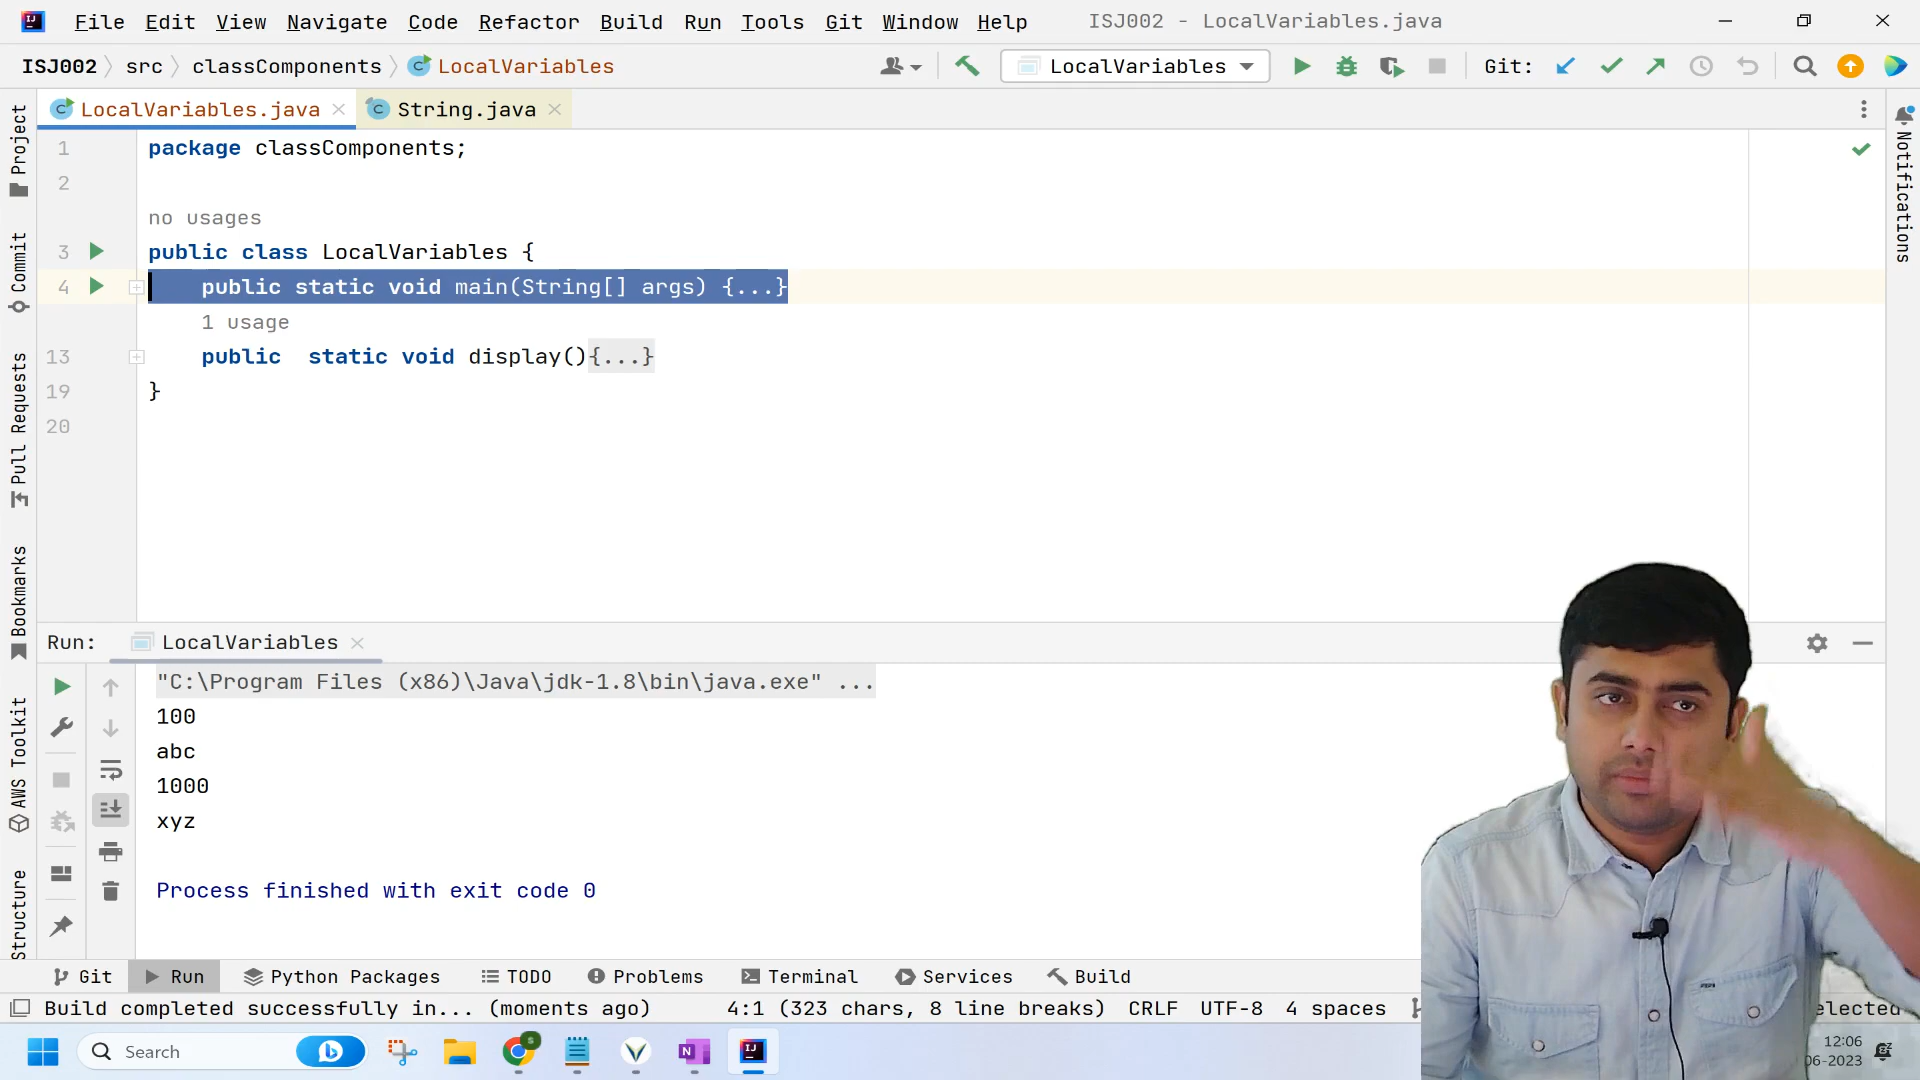 File Edit View Navigate Code Refactor Build Run Tools Git Window Help ISJ002 - LocalVariables.java
ISJ002 src classComponents LocalVariables LocalVariables Git:
LocalVariables.java String.java
Project
Commit
Pull Requests
Bookmarks
AWS Toolkit
Structure
Notifications
1 package classComponents;
2
no usages
3 public class LocalVariables {
4 public static void main(String[] args) {...}
1 usage
13 public  static void display(){...}
19 }
20
Run: LocalVariables
"C:\Program Files (x86)\Java\jdk-1.8\bin\java.exe" ...
100
abc
1000
xyz
Process finished with exit code 0
Git Run Python Packages TODO Problems Terminal Services Build
Build completed successfully in... (moments ago) 4:1 (323 chars, 8 line breaks) CRLF UTF-8 4 spaces
Search
12:06
06-2023